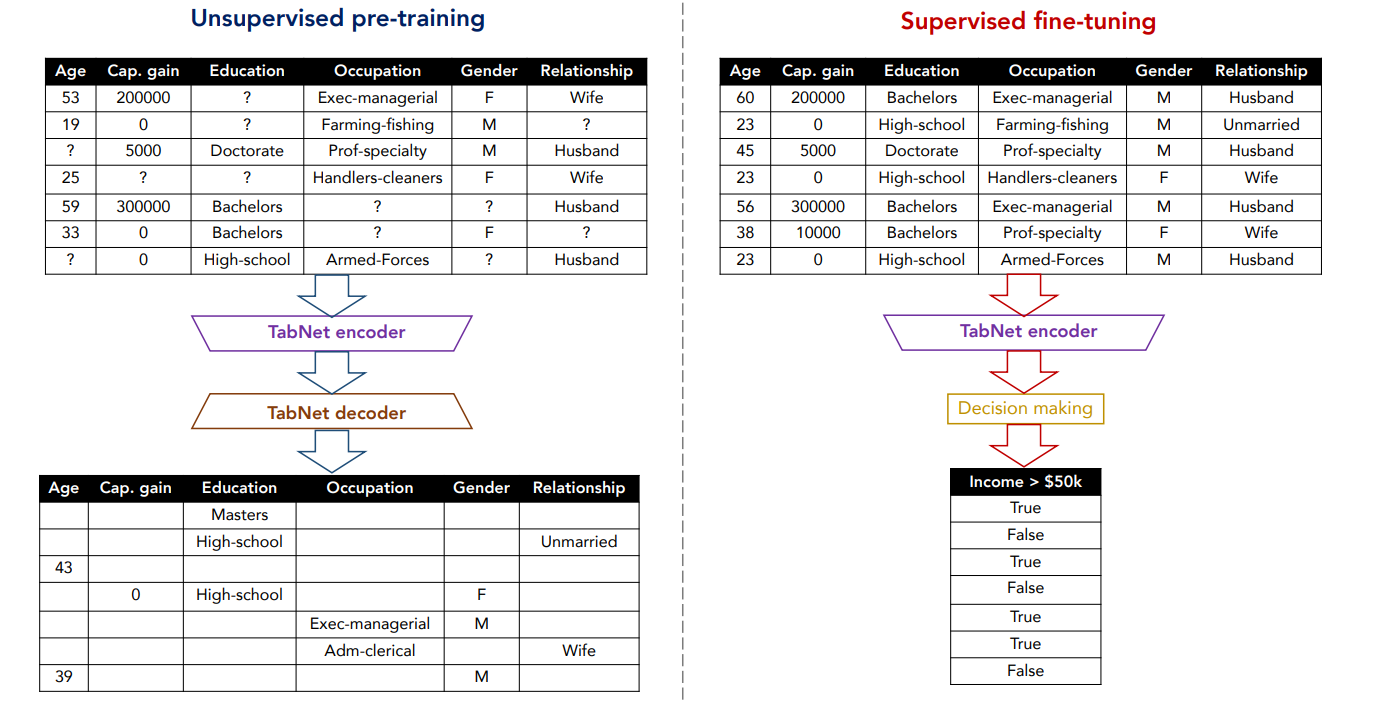 Unsupervised pre-training
Age Cap. gain Education Occupation Gender Relationship
53 200000 ? Exec-managerial F Wife
19 0 ? Farming-fishing M ?
? 5000 Doctorate Prof-specialty M Husband
25 ? ? Handlers-cleaners F Wife
59 300000 Bachelors ? ? Husband
33 0 Bachelors ? F ?
? 0 High-school Armed-Forces ? Husband
TabNet encoder
TabNet decoder
Age Cap. gain Education Occupation Gender Relationship
Masters
High-school Unmarried
43
0 High-school F
Exec-managerial M
Adm-clerical Wife
39 M
Supervised fine-tuning
Age Cap. gain Education Occupation Gender Relationship
60 200000 Bachelors Exec-managerial M Husband
23 0 High-school Farming-fishing M Unmarried
45 5000 Doctorate Prof-specialty M Husband
23 0 High-school Handlers-cleaners F Wife
56 300000 Bachelors Exec-managerial M Husband
38 10000 Bachelors Prof-specialty F Wife
23 0 High-school Armed-Forces M Husband
TabNet encoder
Decision making
Income > $50k
True
False
True
False
True
True
False